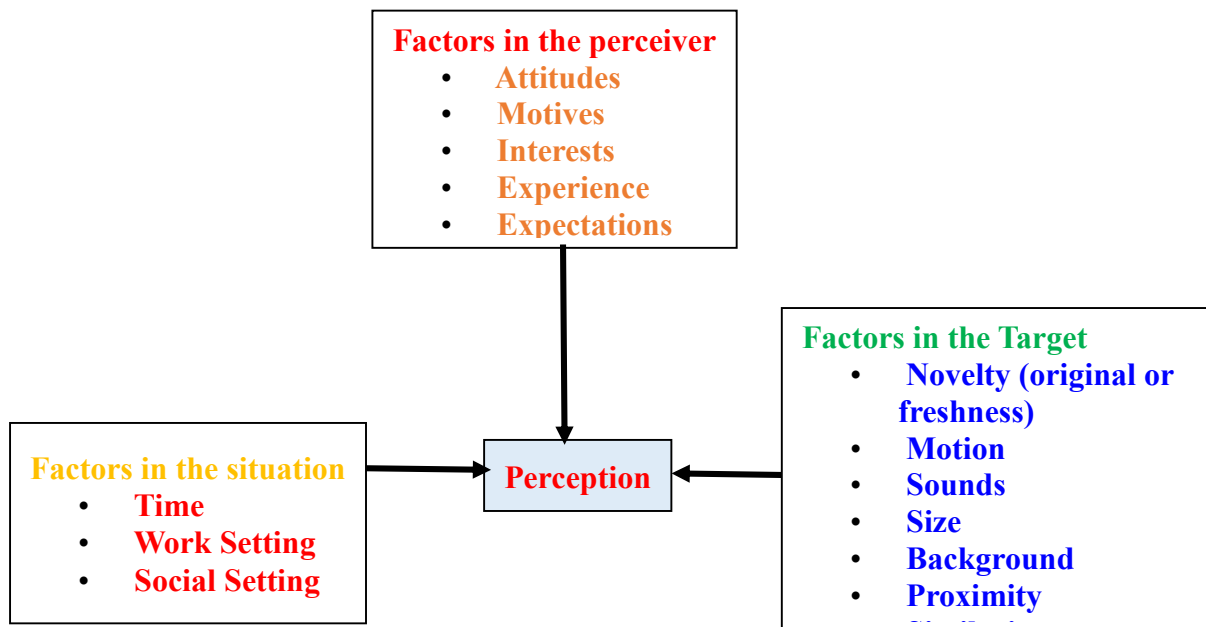 Factors in the perceiver
• Attitudes
• Motives
• Interests
• Experience
• Expectations
Factors in the Target
• Novelty (original or
freshness)
• Motion
• Sounds
• Size
• Background
• Proximity
Factors in the situation
• Time
• Work Setting
• Social Setting
Perception